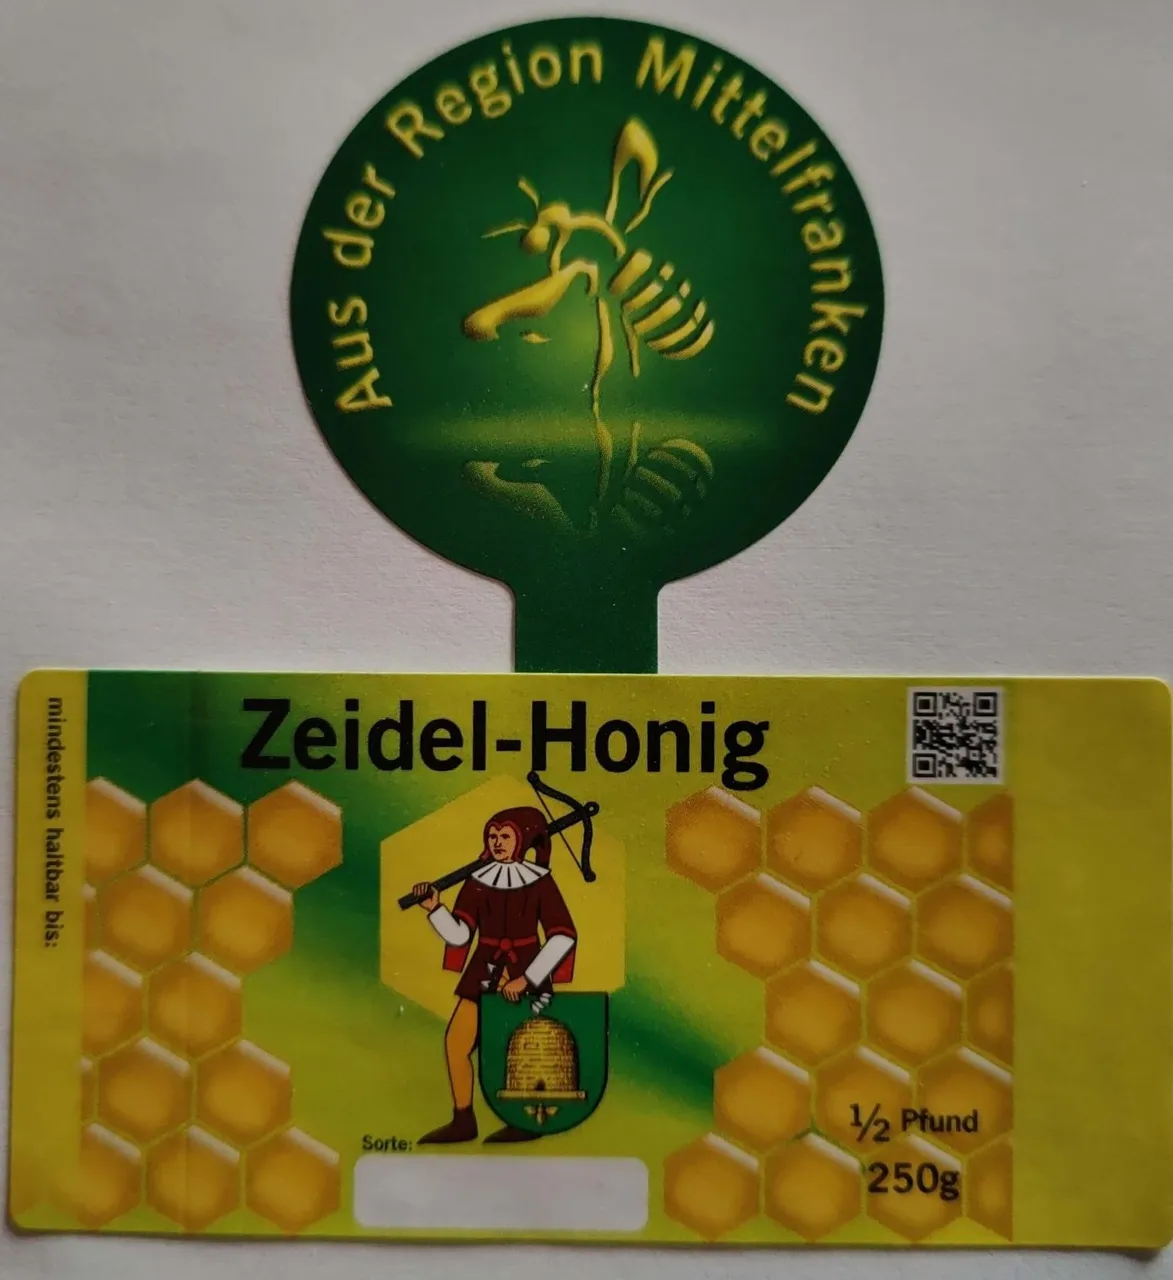 Aus der Region Mittelfranken
Zeidel-Honig
mindestens haltbar bis:
Sorte:
1/2 Pfund
250g